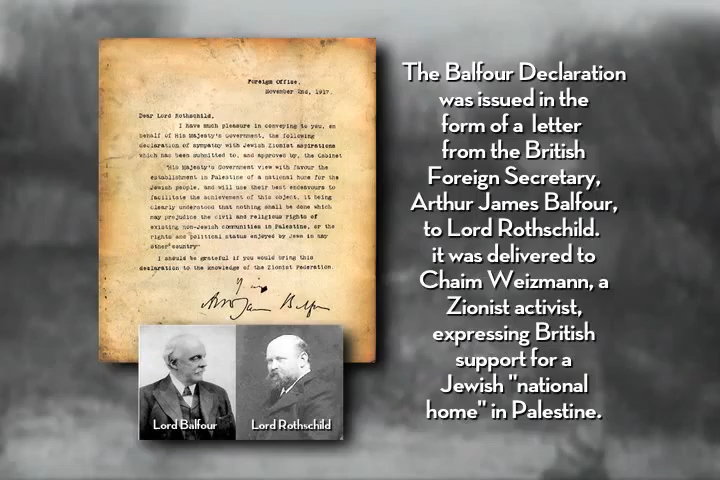 Foreign Office,
November 2nd, 1917.
Dear Lord Rothschild,
I have much pleasure in conveying to you, on
behalf of His Majesty's Government, the following
declaration of sympathy with Jewish Zionist aspirations
which has been submitted to, and approved by, the Cabinet
"His Majesty's Government view with favour the
establishment in Palestine of a national home for the
Jewish people, and will use their best endeavours to
facilitate the achievement of this object, it being
clearly understood that nothing shall be done which
may prejudice the civil and religious rights of
existing non-Jewish communities in Palestine, or the
rights and political status enjoyed by Jews in any
other country"
I should be grateful if you would bring this
declaration to the knowledge of the Zionist Federation.
Arthur James Balfour
Lord Balfour
Lord Rothschild
The Balfour Declaration
was issued in the
form of a letter
from the British
Foreign Secretary,
Arthur James Balfour,
to Lord Rothschild.
it was delivered to
Chaim Weizmann, a
Zionist activist,
expressing British
support for a
Jewish "national
home" in Palestine.